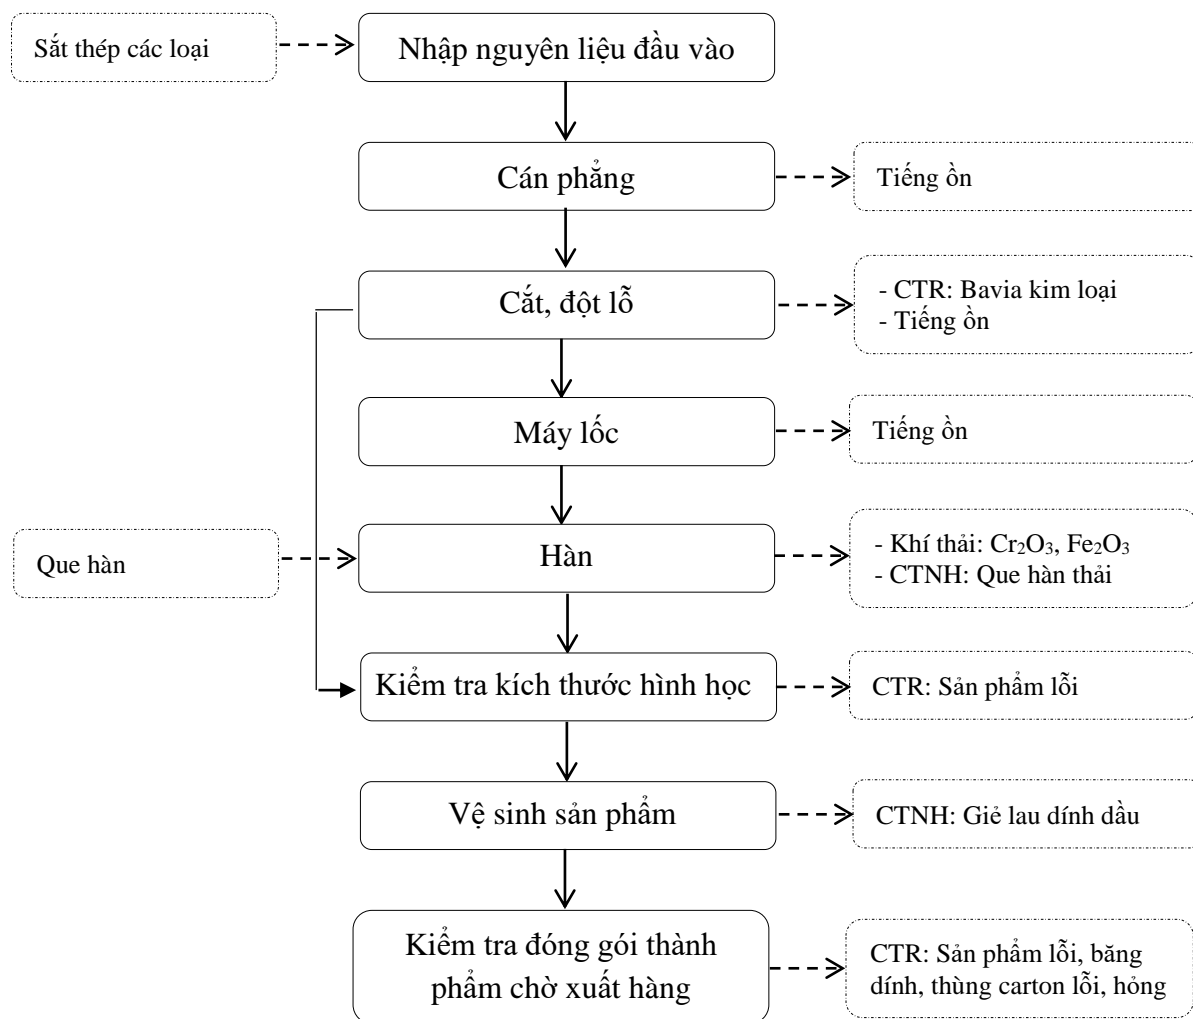 Sắt thép các loại
Nhập nguyên liệu đầu vào
Cán phẳng
Tiếng ồn
Cắt, đột lỗ
- CTR: Bavia kim loại
- Tiếng ồn
Máy lốc
Tiếng ồn
Que hàn
Hàn
- Khí thải: Cr₂O₃, Fe₂O₃
- CTNH: Que hàn thải
Kiểm tra kích thước hình học
CTR: Sản phẩm lỗi
Vệ sinh sản phẩm
CTNH: Giẻ lau dính dầu
Kiểm tra đóng gói thành
phẩm chờ xuất hàng
CTR: Sản phẩm lỗi, băng
dính, thùng carton lỗi, hỏng